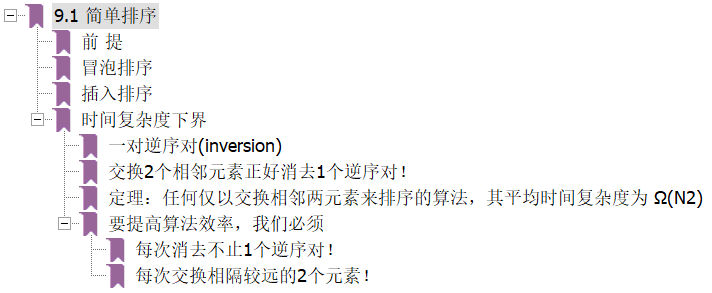 9.1 简单排序
前 提
冒泡排序
插入排序
时间复杂度下界
一对逆序对(inversion)
交换2个相邻元素正好消去1个逆序对！
定理：任何仅以交换相邻两元素来排序的算法，其平均时间复杂度为 Ω(N2)
要提高算法效率，我们必须
每次消去不止1个逆序对！
每次交换相隔较远的2个元素！